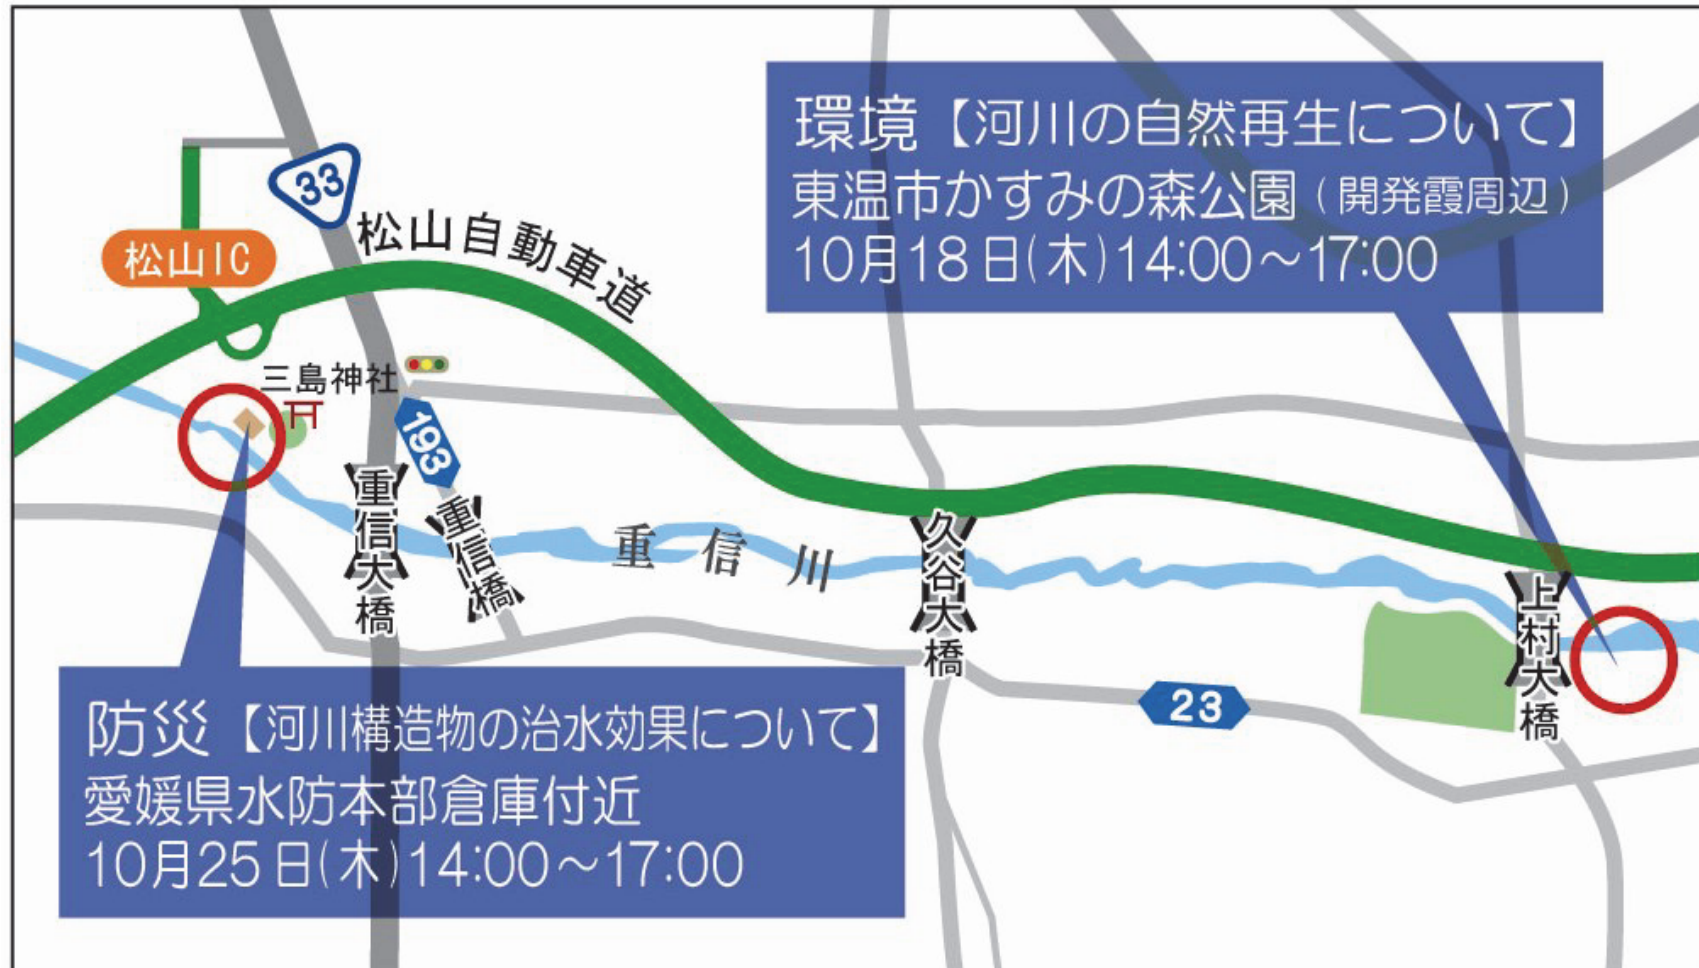 環境【河川の自然再生について】
東温市かすみの森公園（開発霞周辺）
10月18日(木)14:00～17:00
33
松山自動車道
松山IC
三島神社
193
重信大橋
重信橋
重信川
久谷大橋
上村大橋
23
防災【河川構造物の治水効果について】
愛媛県水防本部倉庫付近
10月25日(木)14:00～17:00